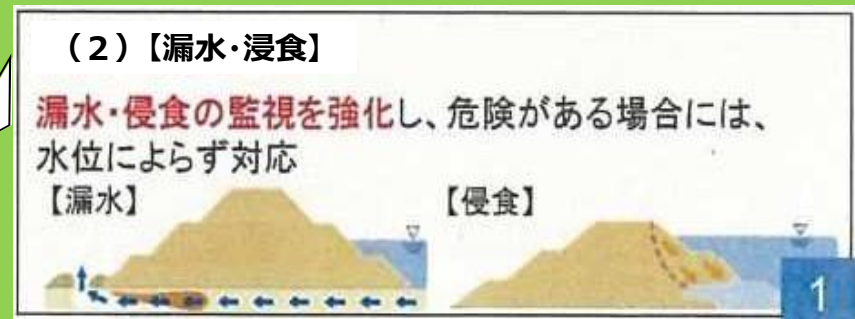 （２）【漏水・浸食】
漏水・侵食の監視を強化し、危険がある場合には、
水位によらず対応
【漏水】
【侵食】
1